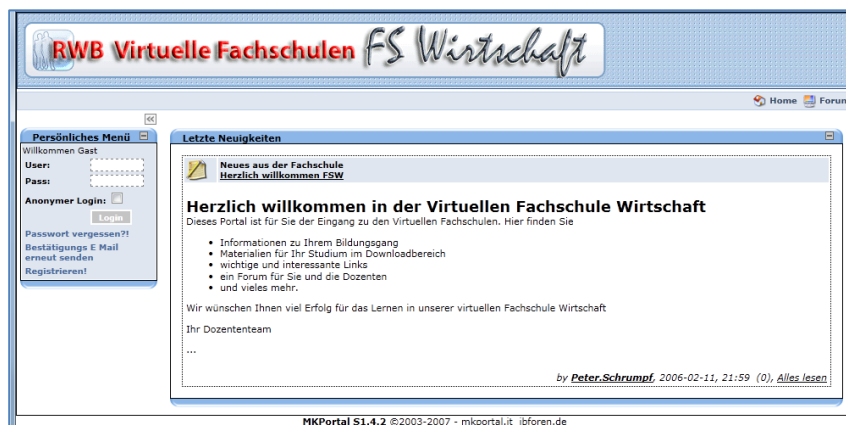 RWB Virtuelle Fachschulen FS Wirtschaft
Home Forum
Persönliches Menü
Willkommen Gast
User:
Pass:
Anonymer Login:
Login
Passwort vergessen?!
Bestätigungs E Mail
erneut senden
Registrieren!
Letzte Neuigkeiten
Neues aus der Fachschule
Herzlich willkommen FSW
Herzlich willkommen in der Virtuellen Fachschule Wirtschaft
Dieses Portal ist für Sie der Eingang zu den Virtuellen Fachschulen. Hier finden Sie
• Informationen zu Ihrem Bildungsgang
• Materialien für Ihr Studium im Downloadbereich
• wichtige und interessante Links
• ein Forum für Sie und die Dozenten
• und vieles mehr.
Wir wünschen Ihnen viel Erfolg für das Lernen in unserer virtuellen Fachschule Wirtschaft
Ihr Dozententeam
...
by Peter.Schrumpf, 2006-02-11, 21:59 (0), Alles lesen
MKPortal S1.4.2 ©2003-2007 - mkportal.it ibforen.de